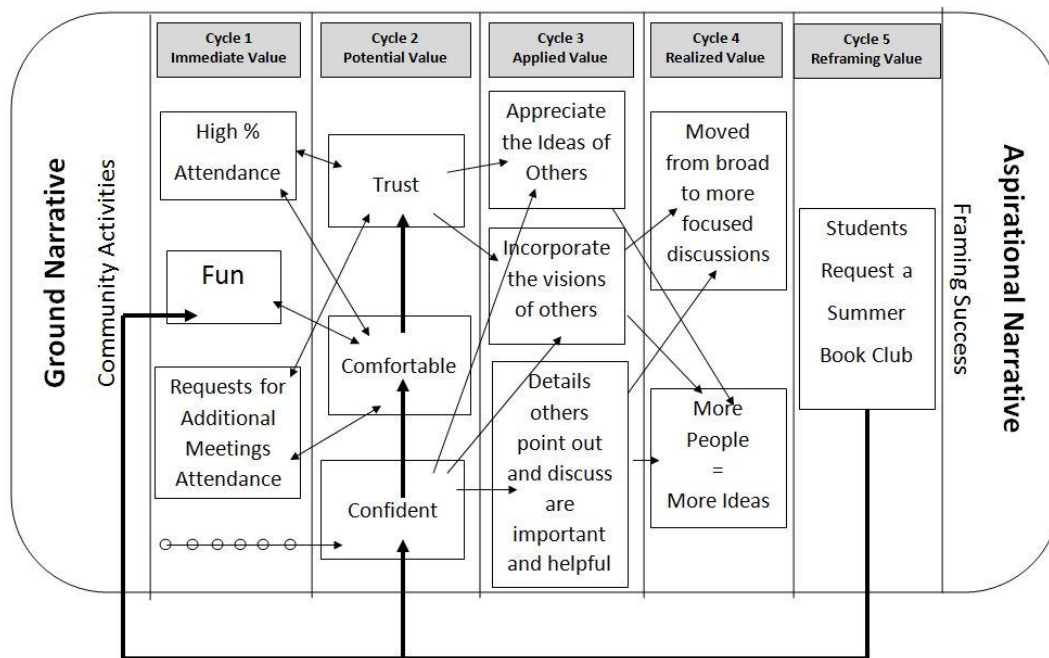 Ground Narrative
Community Activities
Cycle 1
Immediate Value
High %
Attendance
Fun
Requests for
Additional
Meetings
Attendance
Cycle 2
Potential Value
Trust
Comfortable
Confident
Cycle 3
Applied Value
Appreciate
the Ideas of
Others
Incorporate
the visions
of others
Details
others
point out
and discuss
are
important
and helpful
Cycle 4
Realized Value
Moved
from broad
to more
focused
discussions
More
People
=
More Ideas
Cycle 5
Reframing Value
Students
Request a
Summer
Book Club
Framing Success
Aspirational Narrative